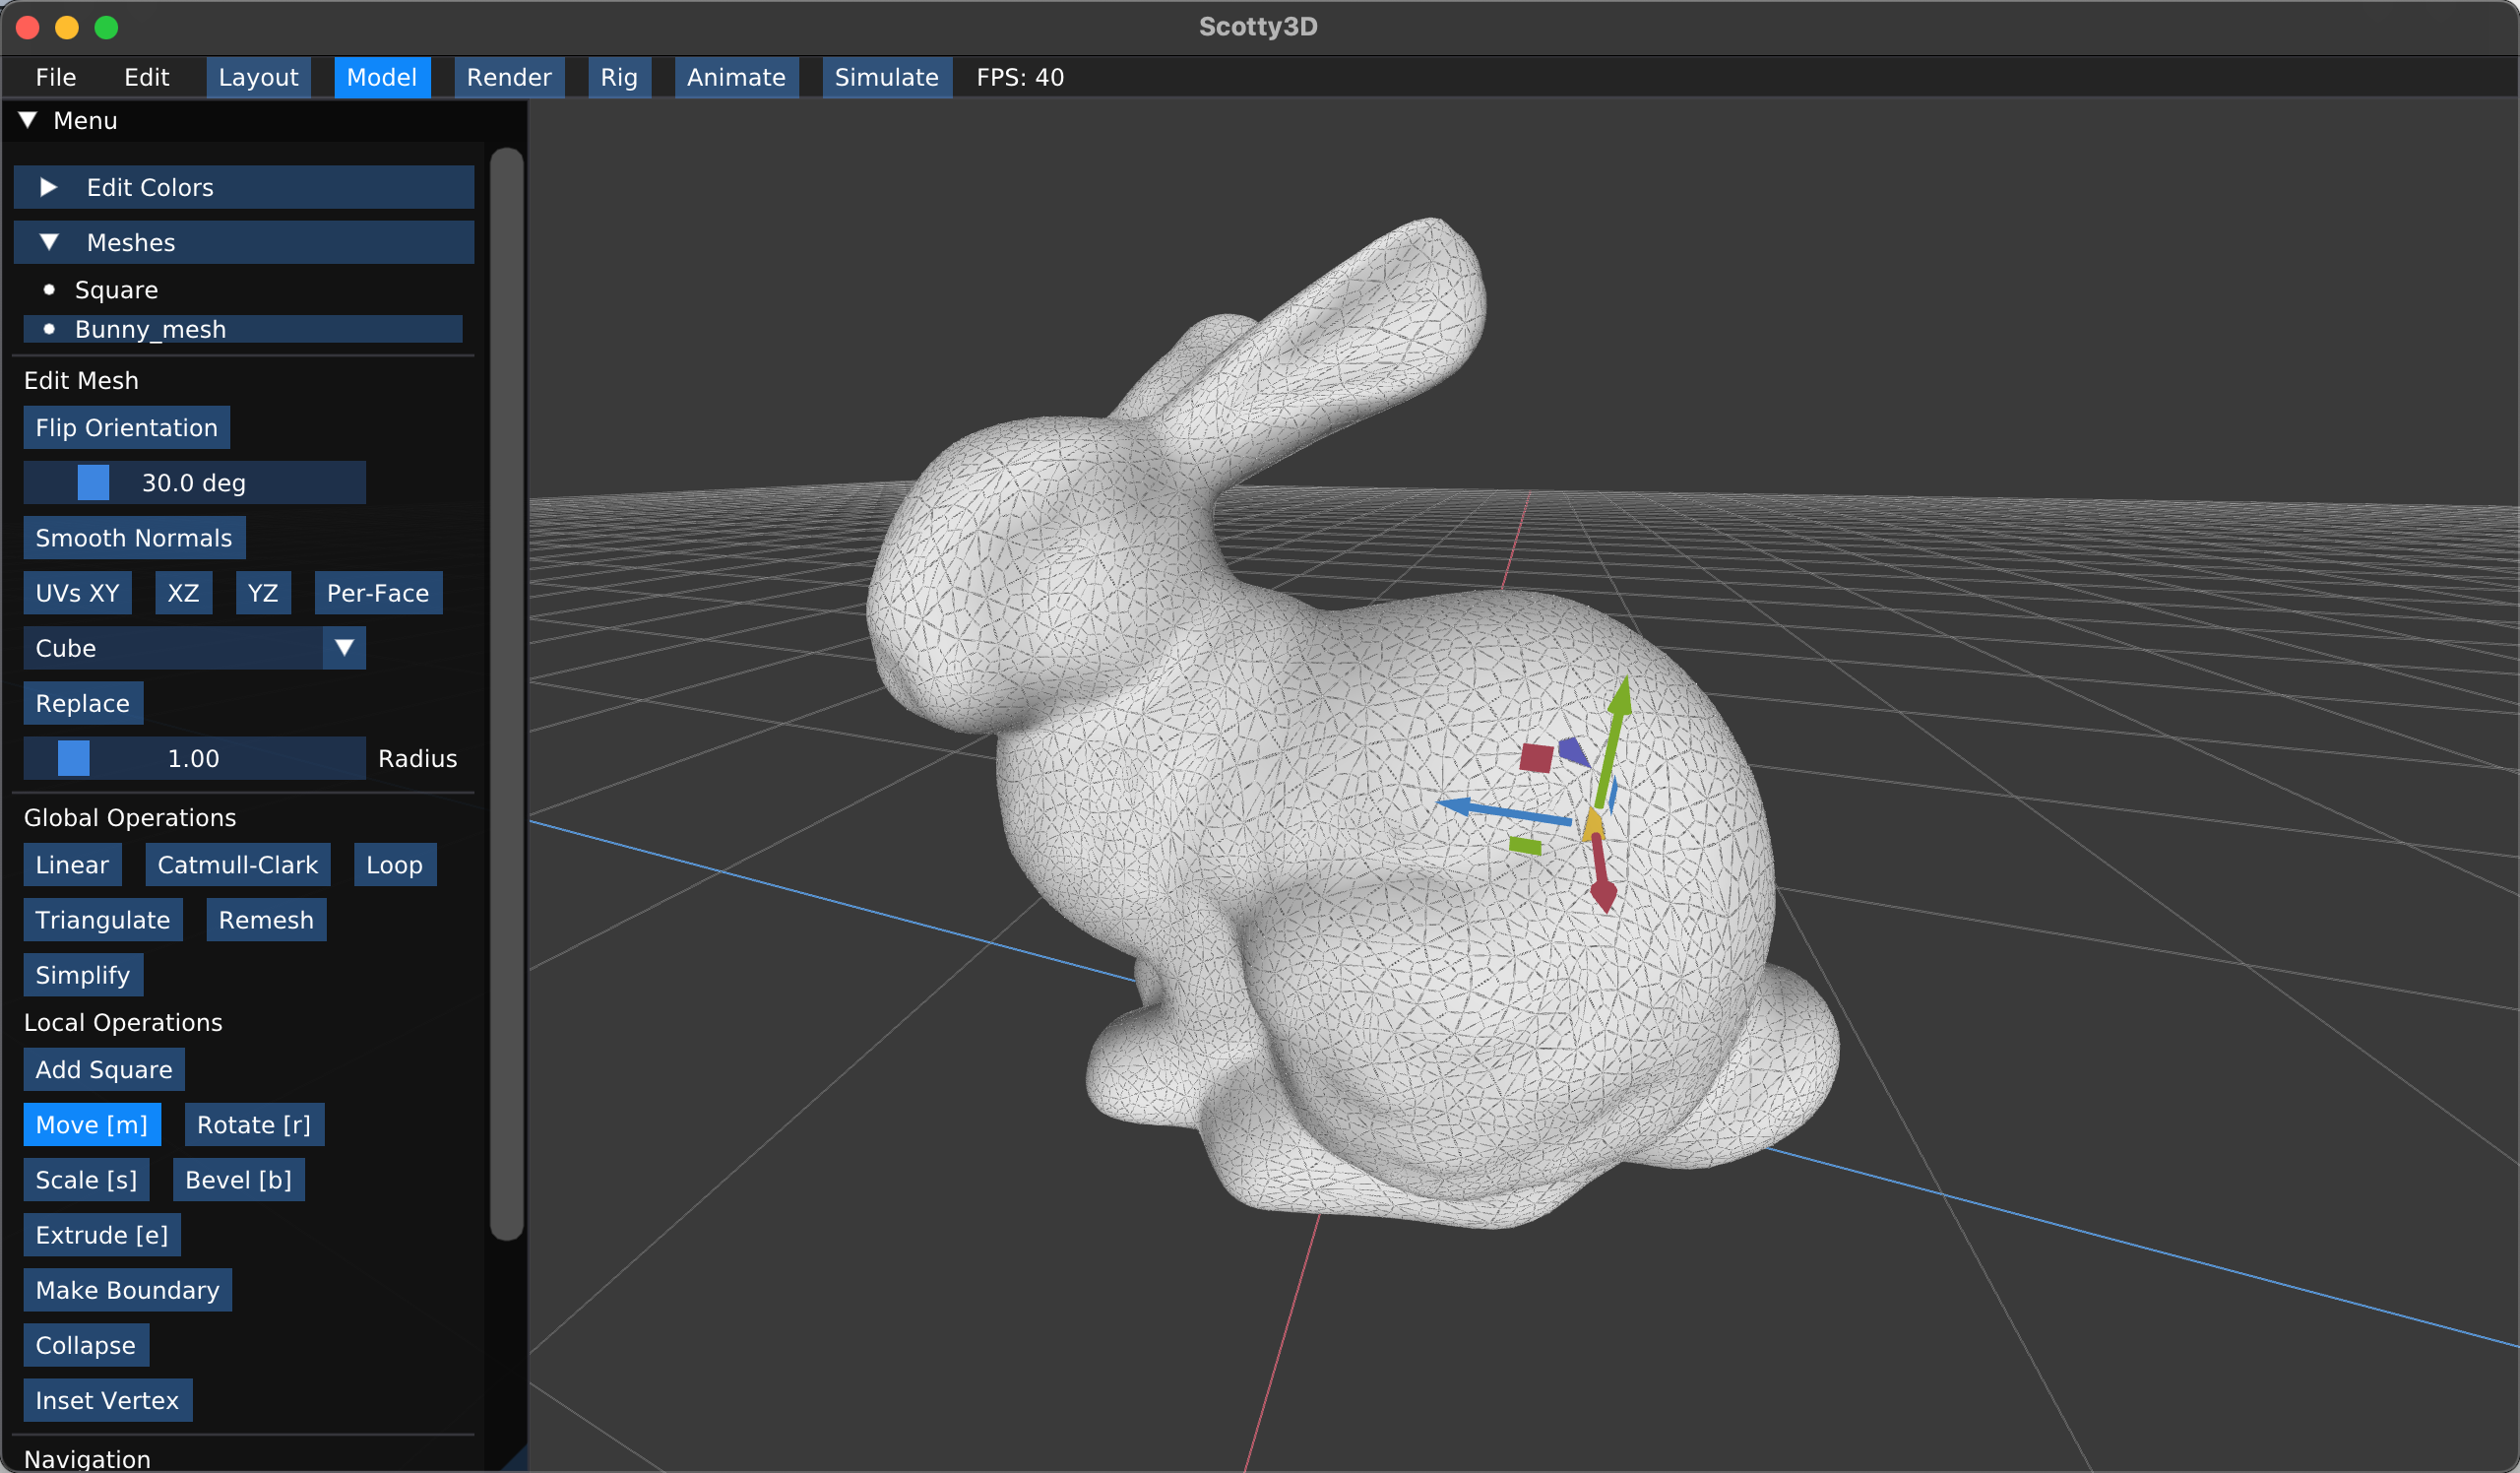 Scotty3D
File Edit Layout Model Render Rig Animate Simulate FPS: 40
Menu
Edit Colors
Meshes
Square
Bunny_mesh
Edit Mesh
Flip Orientation
30.0 deg
Smooth Normals
UVs XY XZ YZ Per-Face
Cube
Replace
1.00 Radius
Global Operations
Linear Catmull-Clark Loop
Triangulate Remesh
Simplify
Local Operations
Add Square
Move [m] Rotate [r]
Scale [s] Bevel [b]
Extrude [e]
Make Boundary
Collapse
Inset Vertex
Navigation